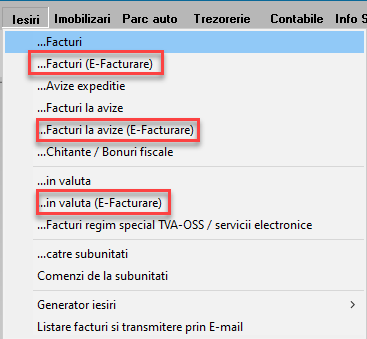 Iesiri Imobilizari Parc auto Trezorerie Contabile Info S
...Facturi
...Facturi (E-Facturare)
...Avize expeditie
...Facturi la avize
...Facturi la avize (E-Facturare)
...Chitante / Bonuri fiscale
...in valuta
...in valuta (E-Facturare)
...Facturi regim special TVA-OSS / servicii electronice
...catre subunitati
Comenzi de la subunitati
Generator iesiri
Listare facturi si transmitere prin E-mail